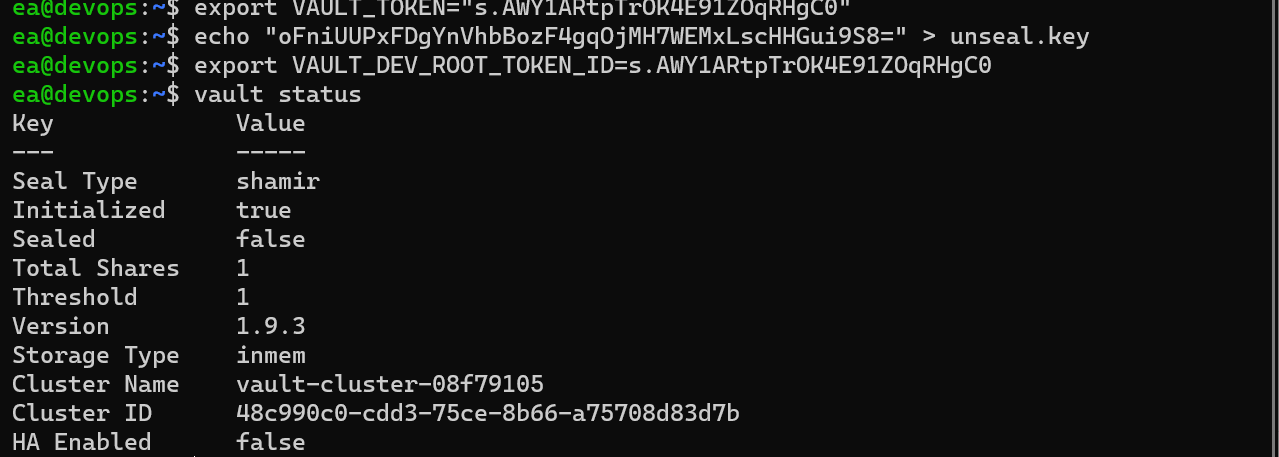 ea@devops:~$ export VAULT_TOKEN="s.AWY1ARtpTrOK4E91ZOqRHgC0"
ea@devops:~$ echo "oFniUUPxFDgYnVhbBozF4gqOjMH7WEMxLscHHGui9S8=" > unseal.key
ea@devops:~$ export VAULT_DEV_ROOT_TOKEN_ID=s.AWY1ARtpTrOK4E91ZOqRHgC0
ea@devops:~$ vault status
Key Value
--- -----
Seal Type shamir
Initialized true
Sealed false
Total Shares 1
Threshold 1
Version 1.9.3
Storage Type inmem
Cluster Name vault-cluster-08f79105
Cluster ID 48c990c0-cdd3-75ce-8b66-a75708d83d7b
HA Enabled false